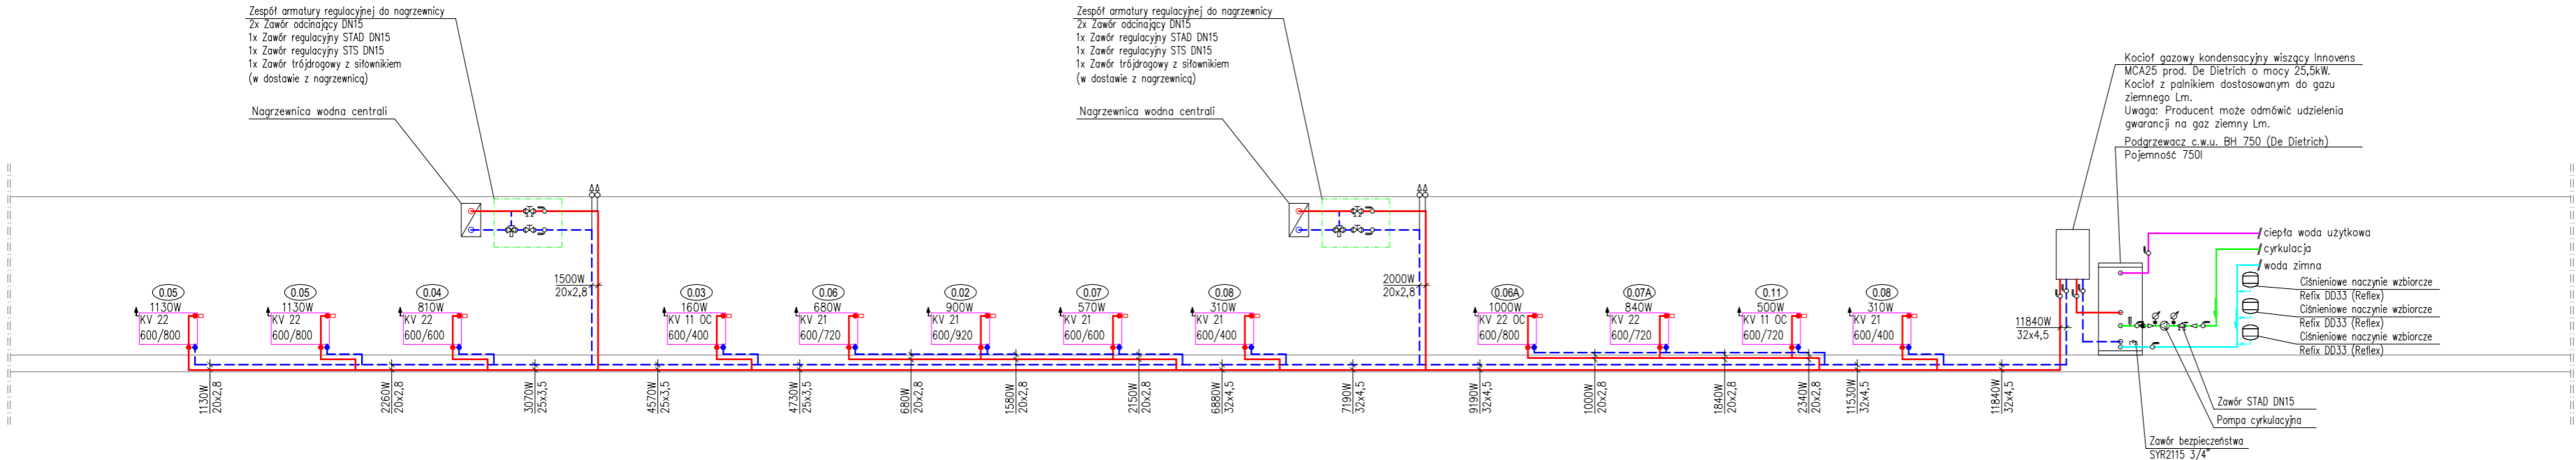 Zespół armatury regulacyjnej do nagrzewnicy
2x Zawór odcinający DN15
1x Zawór regulacyjny STAD DN15
1x Zawór regulacyjny STS DN15
1x Zawór trójdrogowy z siłownikiem
(w dostawie z nagrzewnicą)
Nagrzewnica wodna centrali
Zespół armatury regulacyjnej do nagrzewnicy
2x Zawór odcinający DN15
1x Zawór regulacyjny STAD DN15
1x Zawór regulacyjny STS DN15
1x Zawór trójdrogowy z siłownikiem
(w dostawie z nagrzewnicą)
Nagrzewnica wodna centrali
Kocioł gazowy kondensacyjny wiszący Innovens
MCA25 prod. De Dietrich o mocy 25,5kW.
Kocioł z palnikiem dostosowanym do gazu
ziemnego Lm.
Uwaga: Producent może odmówić udzielenia
gwarancji na gaz ziemny Lm.
Podgrzewacz c.w.u. BH 750 (De Dietrich)
Pojemność 750l
ciepła woda użytkowa
cyrkulacja
woda zimna
Ciśnieniowe naczynie wzbiorcze
Refix DD33 (Reflex)
Ciśnieniowe naczynie wzbiorcze
Refix DD33 (Reflex)
Ciśnieniowe naczynie wzbiorcze
Refix DD33 (Reflex)
1500W
20x2,8
2000W
20x2,8
11840W
32x4,5
0.05
1130W
KV 22
600/800
0.05
1130W
KV 22
600/800
0.04
810W
KV 22
600/600
0.03
160W
KV 11 OC
600/400
0.06
680W
KV 21
600/720
0.02
900W
KV 21
600/920
0.07
570W
KV 21
600/600
0.08
310W
KV 21
600/400
0.06A
1000W
KV 22 OC
600/800
0.07A
840W
KV 22
600/720
0.11
500W
KV 11 OC
600/720
0.08
310W
KV 21
600/400
1130W
20x2,8
2260W
20x2,8
3070W
25x3,5
4570W
25x3,5
4730W
25x3,5
680W
20x2,8
1580W
20x2,8
2150W
20x2,8
6880W
32x4,5
7190W
32x4,5
9190W
32x4,5
1000W
20x2,8
1840W
20x2,8
2340W
20x2,8
11530W
32x4,5
11840W
32x4,5
Zawór STAD DN15
Pompa cyrkulacyjna
Zawór bezpieczeństwa
SYR2115 3/4"